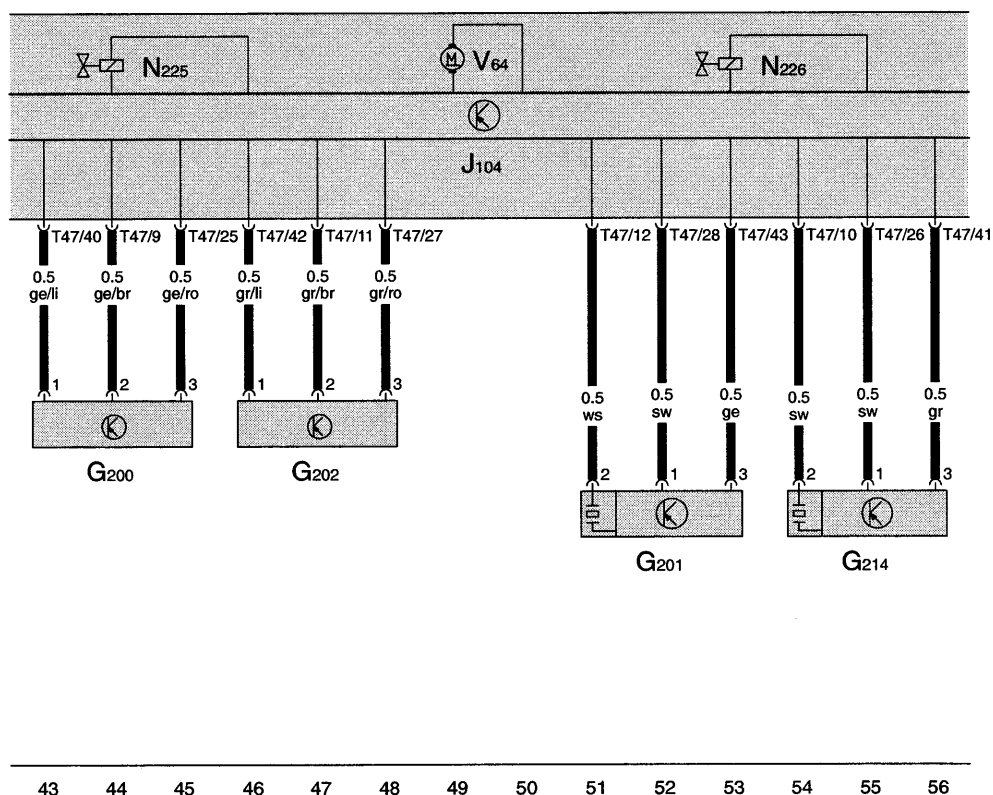 N225 V64 N226
J104
T47/40 T47/9 T47/25 T47/42 T47/11 T47/27 T47/12 T47/28 T47/43 T47/10 T47/26 T47/41
0.5 0.5 0.5 0.5 0.5 0.5
ge/li ge/br ge/ro gr/li gr/br gr/ro
1 2 3 1 2 3
0.5 0.5 0.5 0.5 0.5 0.5
ws sw ge sw sw gr
G200 G202
2 1 3 2 1 3
G201 G214
43 44 45 46 47 48 49 50 51 52 53 54 55 56